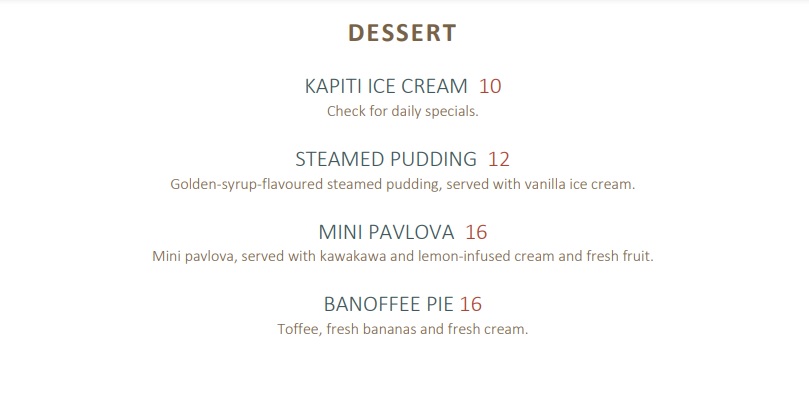 DESSERT
KAPITI ICE CREAM 10
Check for daily specials.
STEAMED PUDDING 12
Golden-syrup-flavoured steamed pudding, served with vanilla ice cream.
MINI PAVLOVA 16
Mini pavlova, served with kawakawa and lemon-infused cream and fresh fruit.
BANOFFEE PIE 16
Toffee, fresh bananas and fresh cream.